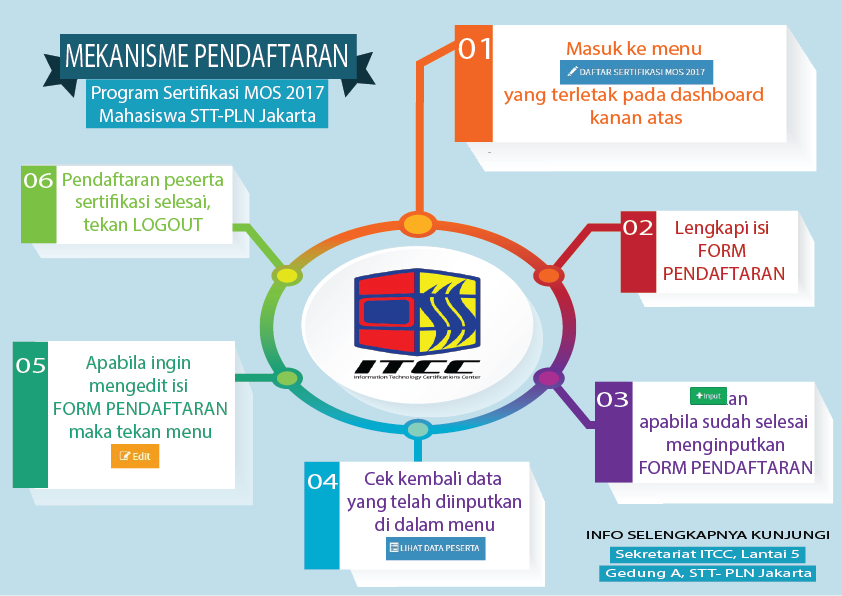 MEKANISME PENDAFTARAN
Program Sertifikasi MOS 2017
Mahasiswa STT-PLN Jakarta
01
Masuk ke menu
DAFTAR SERTIFIKASI MOS 2017
yang terletak pada dashboard
kanan atas
02
Lengkapi isi
FORM
PENDAFTARAN
03
+Input an
apabila sudah selesai
menginputkan
FORM PENDAFTARAN
04
Cek kembali data
yang telah diinputkan
di dalam menu
LIHAT DATA PESERTA
05
Apabila ingin
mengedit isi
FORM PENDAFTARAN
maka tekan menu
Edit
06
Pendaftaran peserta
sertifikasi selesai,
tekan LOGOUT
ITCC
Information Technology Certifications Center
INFO SELENGKAPNYA KUNJUNGI
Sekretariat ITCC, Lantai 5
Gedung A, STT- PLN Jakarta